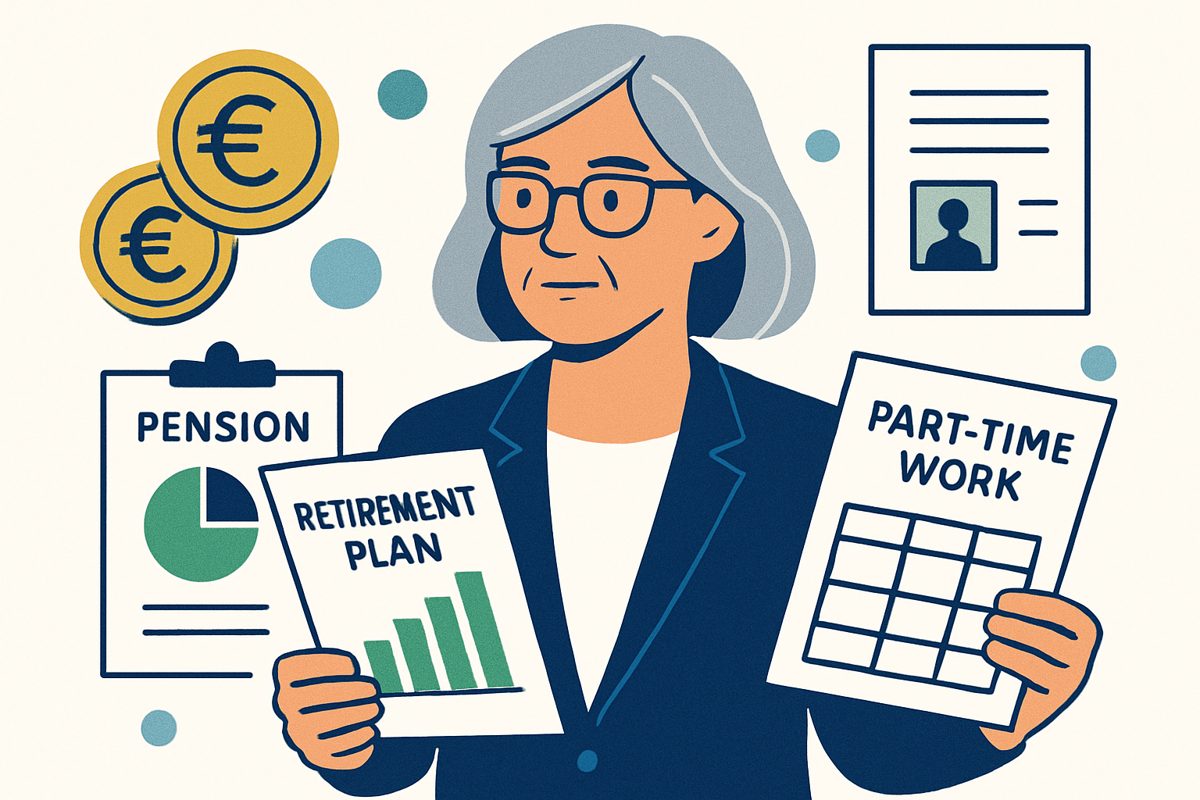 €
€
PENSION
RETIREMENT
PLAN
PART-TIME
WORK